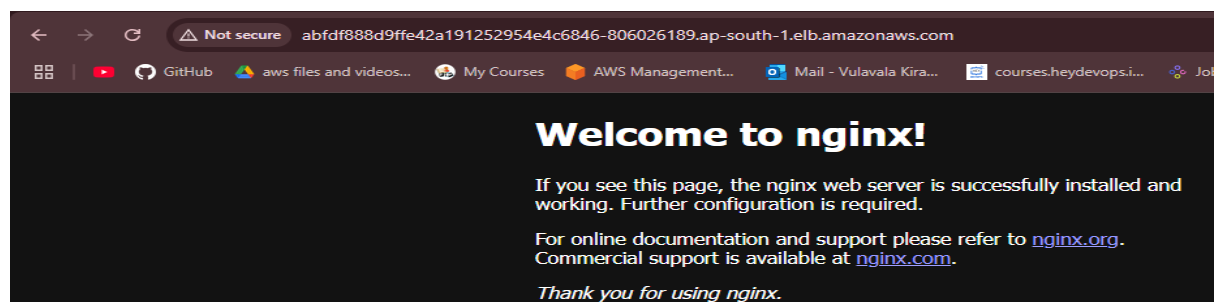 Not secure abfdf888d9ffe42a191252954e4c6846-806026189.ap-south-1.elb.amazonaws.com
GitHub aws files and videos... My Courses AWS Management... Mail - Vulavala Kira... courses.heydevops.i... Jo
Welcome to nginx!
If you see this page, the nginx web server is successfully installed and
working. Further configuration is required.
For online documentation and support please refer to nginx.org.
Commercial support is available at nginx.com.
Thank you for using nginx.